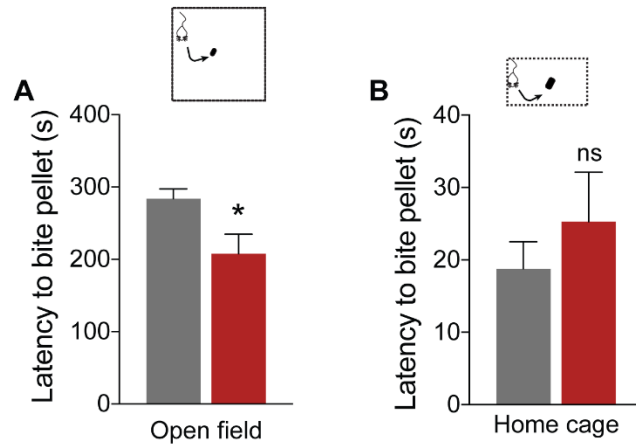 A
Latency to bite pellet (s)
400
300
200
100
0
*
Open field
B
Latency to bite pellet (s)
40
30
20
10
0
ns
Home cage